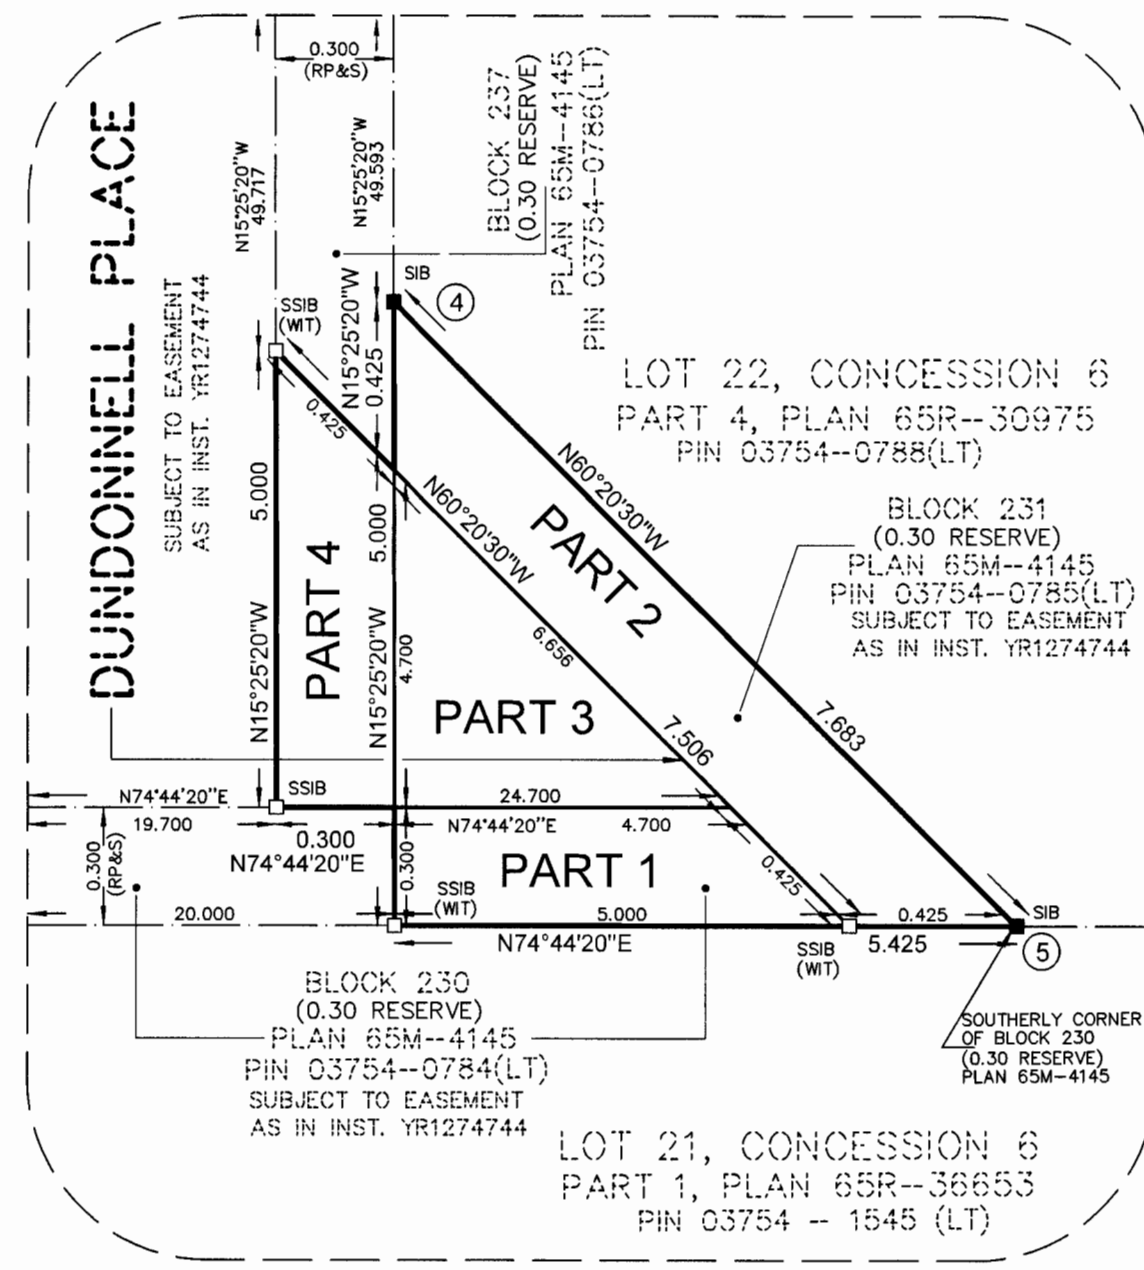 0.300
(RP&S)
N15°25'20"W
49.717
N15°25'20"W
49.593
BLOCK 237
(0.30 RESERVE)
PLAN 65M--4145
PIN 03754--0786(LT)
DUNDONNELL PLACE
SUBJECT TO EASEMENT
AS IN INST. YR1274744
SIB
4
SSIB
(WIT)
N15°25'20"W
0.425
0.425
LOT 22, CONCESSION 6
PART 4, PLAN 65R--30975
PIN 03754--0788(LT)
N60°20'30"W
BLOCK 231
(0.30 RESERVE)
PLAN 65M--4145
PIN 03754--0785(LT)
SUBJECT TO EASEMENT
AS IN INST. YR1274744
5.000
N15°25'20"W
PART 4
5.000
N15°25'20"W
4.700
N60°20'30"W
6.656
PART 2
PART 3
7.506
7.683
N74°44'20"E
19.700
SSIB
24.700
0.300
N74°44'20"E
N74°44'20"E
4.700
0.300
(RP&S)
0.300
PART 1
0.425
20.000
SSIB
(WIT)
5.000
N74°44'20"E
SSIB
(WIT)
0.425
5.425
SIB
5
BLOCK 230
(0.30 RESERVE)
PLAN 65M--4145
PIN 03754--0784(LT)
SUBJECT TO EASEMENT
AS IN INST. YR1274744
SOUTHERLY CORNER
OF BLOCK 230
(0.30 RESERVE)
PLAN 65M-4145
LOT 21, CONCESSION 6
PART 1, PLAN 65R--36653
PIN 03754 -- 1545 (LT)